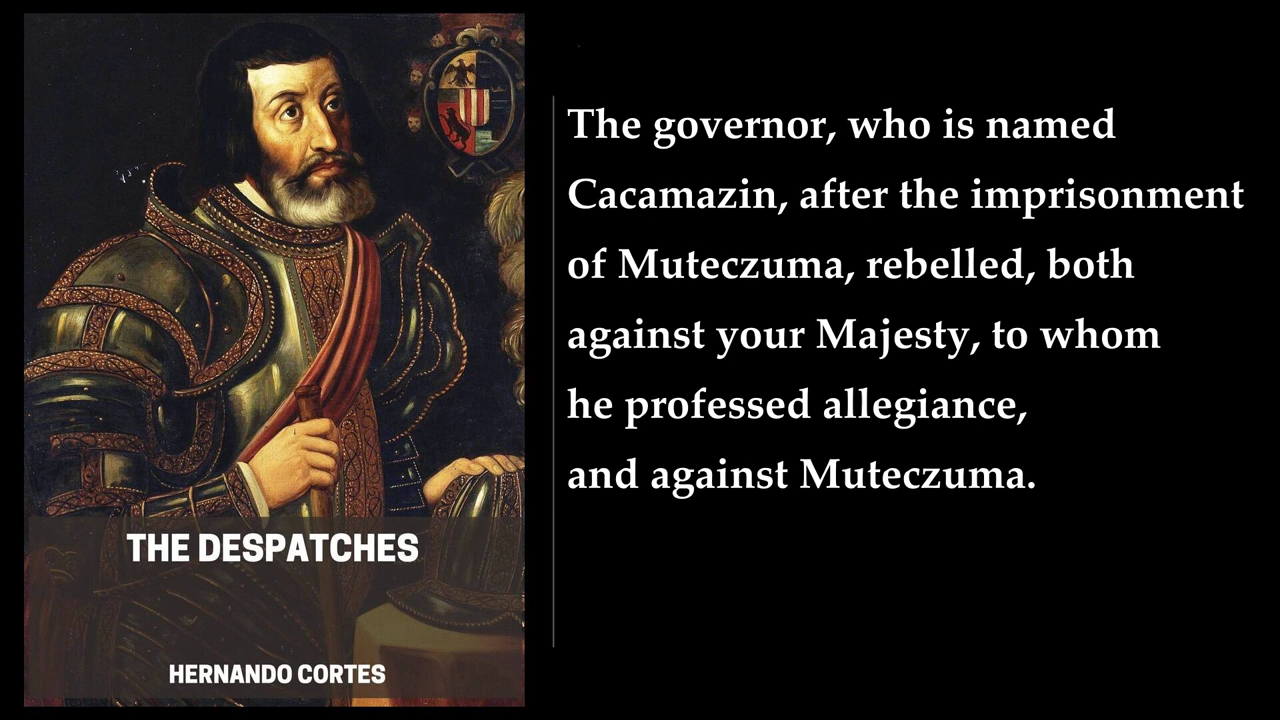 The governor, who is named
Cacamazin, after the imprisonment
of Muteczuma, rebelled, both
against your Majesty, to whom
he professed allegiance,
and against Muteczuma.
THE DESPATCHES
HERNANDO CORTES